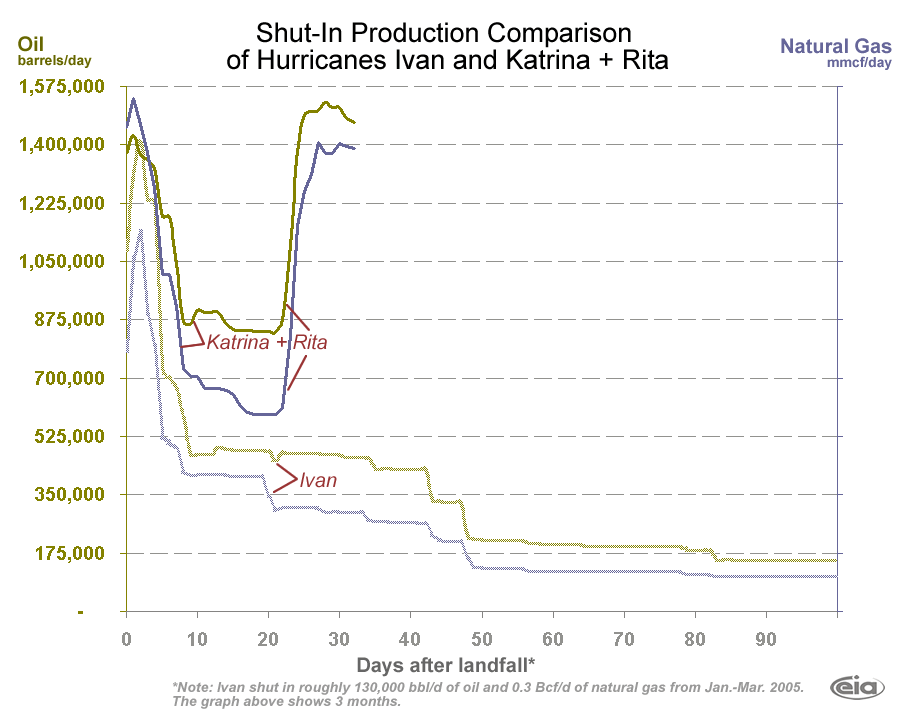 Shut-In Production Comparison
of Hurricanes Ivan and Katrina + Rita
Oil
barrels/day
Natural Gas
mmcf/day
1,575,000
1,400,000
1,225,000
1,050,000
875,000
700,000
525,000
350,000
175,000
-
Katrina + Rita
Ivan
0 10 20 30 40 50 60 70 80 90
Days after landfall*
*Note: Ivan shut in roughly 130,000 bbl/d of oil and 0.3 Bcf/d of natural gas from Jan.-Mar. 2005.
The graph above shows 3 months.
eia